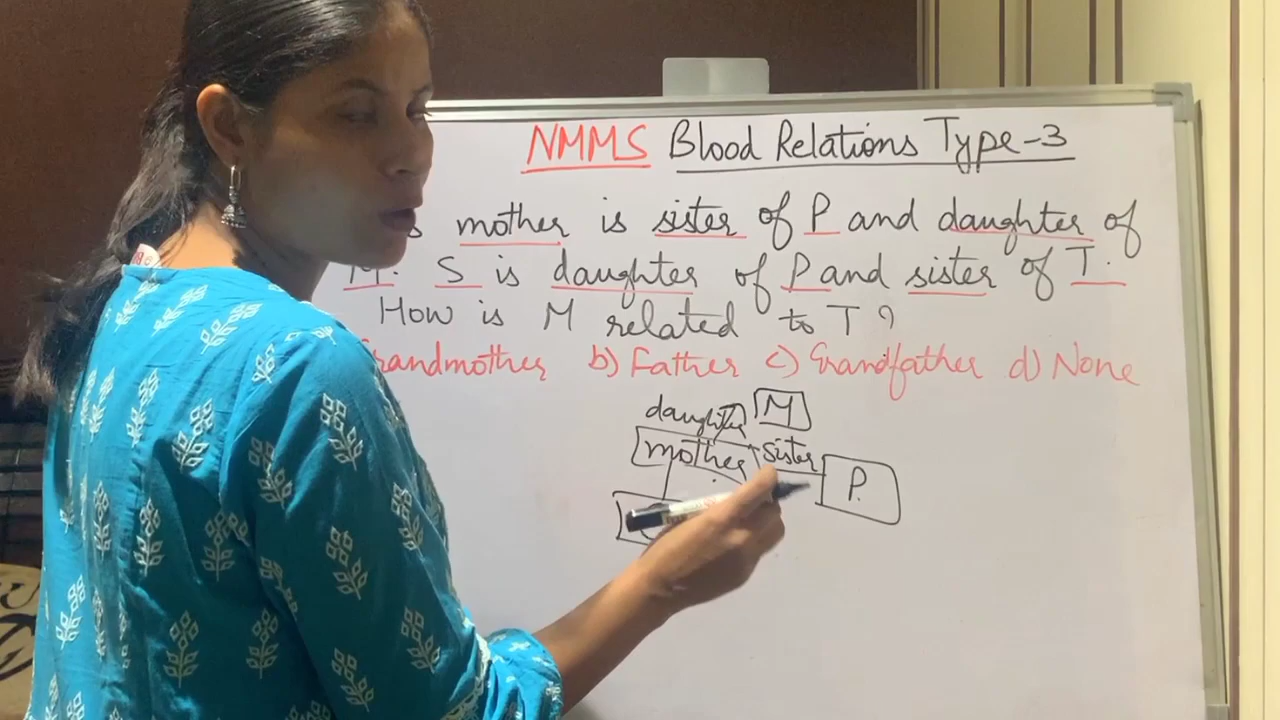 NMMS Blood Relations Type-3
mother is sister of P and daughter of
M. S is daughter of P and sister of T.
How is M related to T?
Grandmother b) Father c) Grandfather d) None
daughter M
mother sister
P.